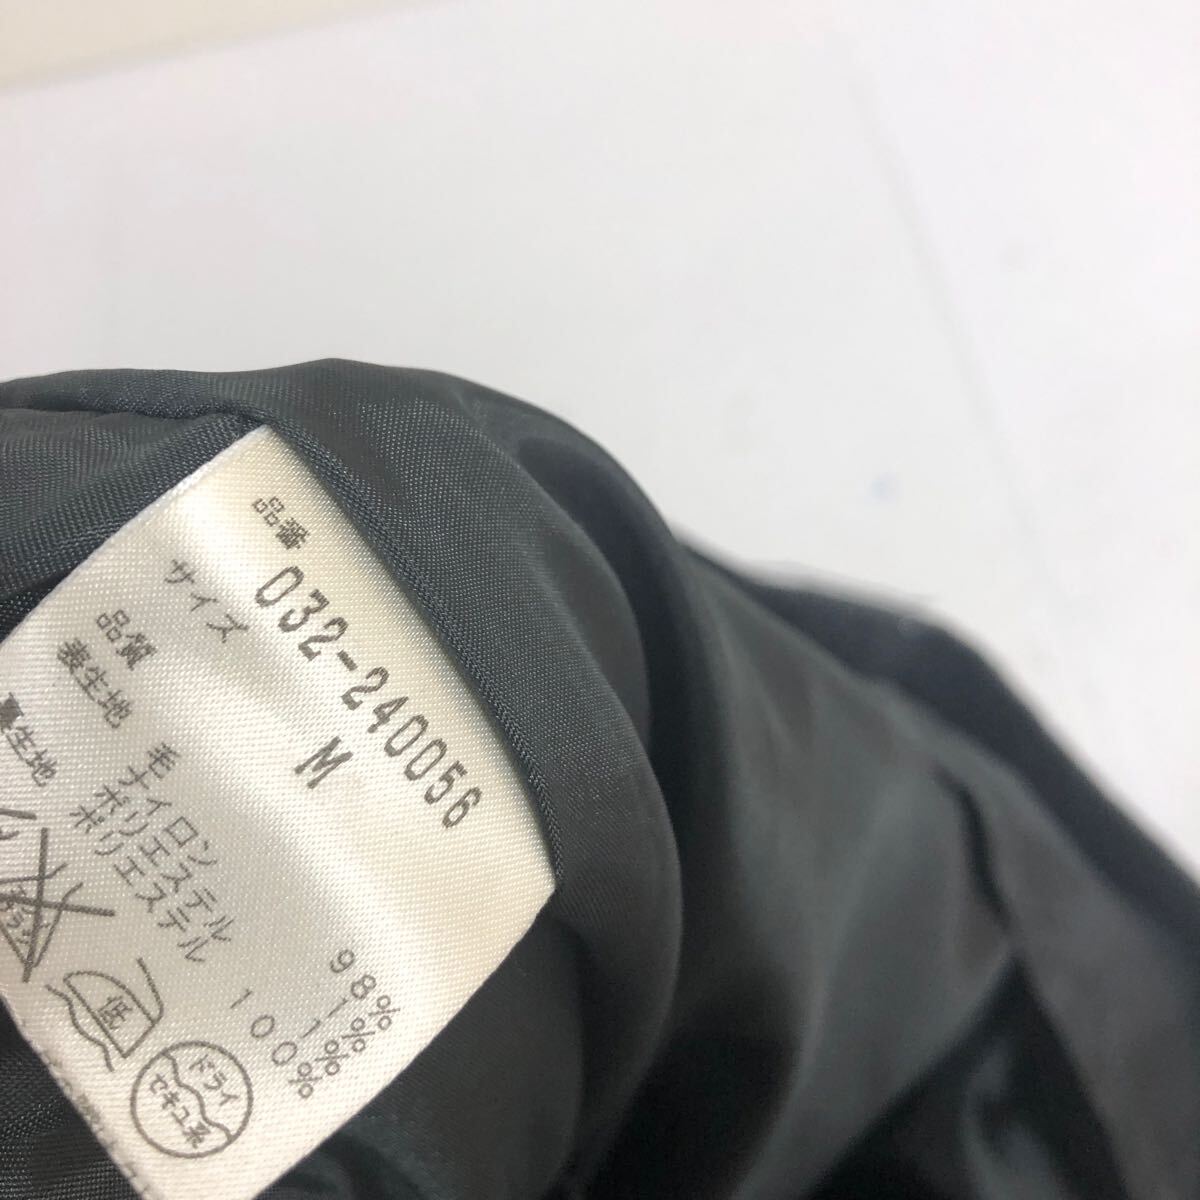 品番 032-240056
サイズ M
品質
表生地 毛 98%
ナイロン 1%
ポリエステル 1%
裏生地 ポリエステル 100%
低
ドライ
セキユ系